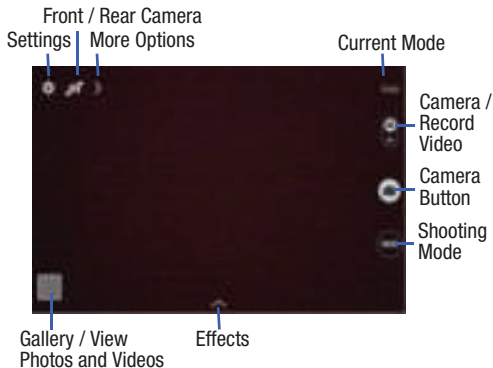 Front / Rear Camera
Settings
More Options
Current Mode
Camera /
Record
Video
Camera
Button
Shooting
Mode
Gallery / View
Photos and Videos
Effects